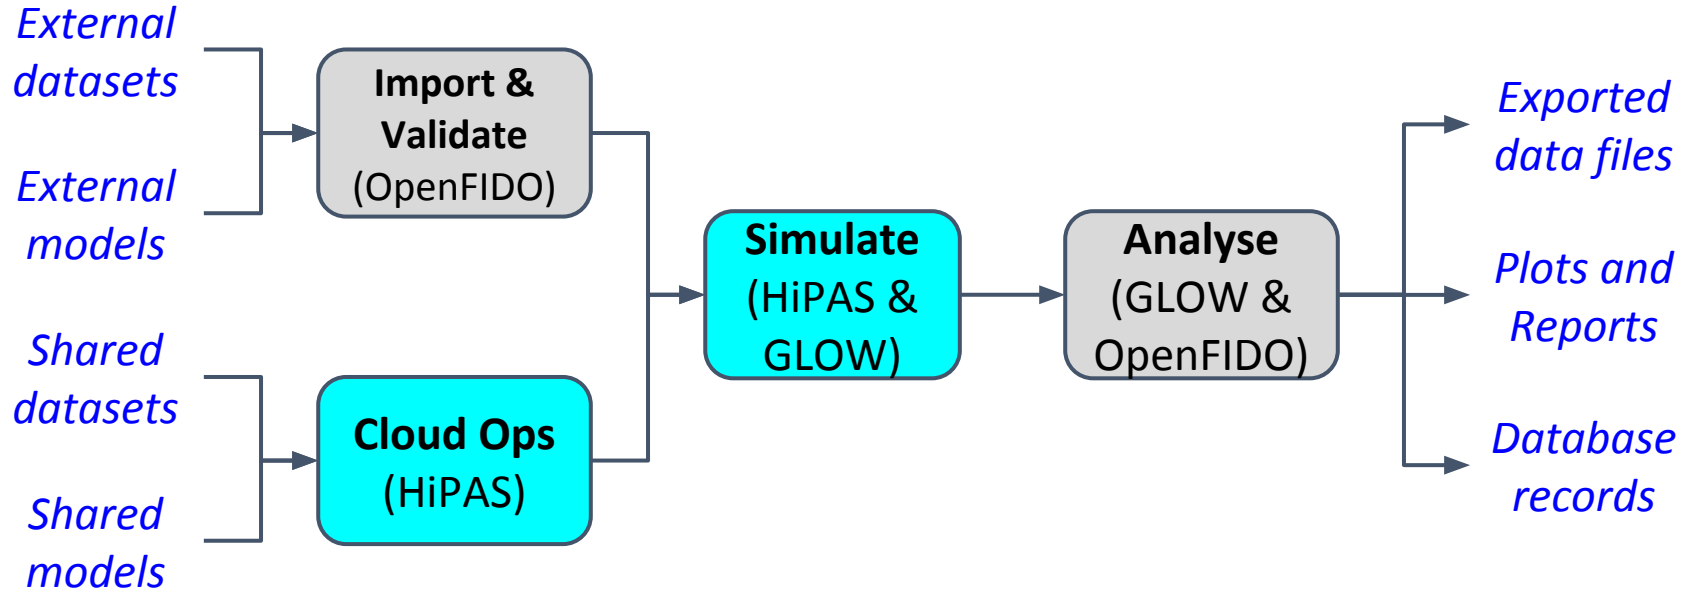 External
datasets
External
models
Shared
datasets
Shared
models
Import &
Validate
(OpenFIDO)
Cloud Ops
(HiPAS)
Simulate
(HiPAS &
GLOW)
Analyse
(GLOW &
OpenFIDO)
Exported
data files
Plots and
Reports
Database
records